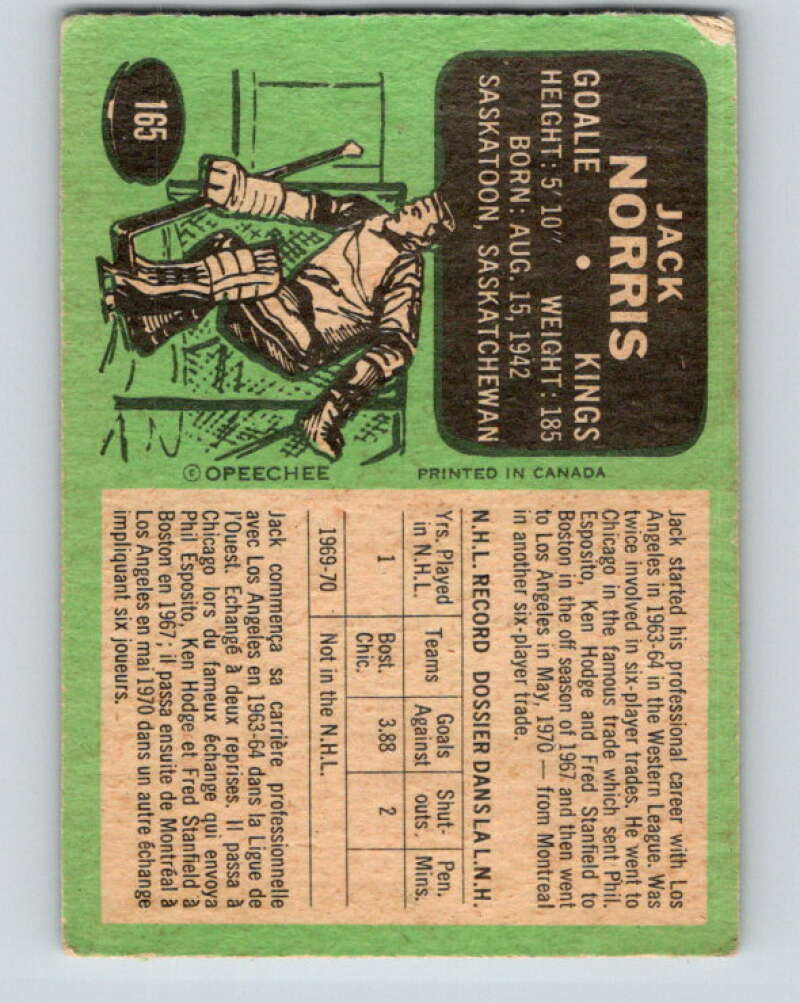 165
JACK
NORRIS
GOALIE • KINGS
HEIGHT: 5'10" WEIGHT: 185
BORN: AUG. 15, 1942
SASKATOON, SASKATCHEWAN
© OPEECHEE
PRINTED IN CANADA
Jack started his professional career with Los
Angeles in 1963-64 in the Western League. Was
twice involved in six-player trades. He went to
Chicago in the famous trade which sent Phil.
Esposito, Ken Hodge and Fred Stanfield to
Boston in the off season of 1967 and then went
to Los Angeles in May, 1970 — from Montreal
in another six-player trade.
N.H.L. RECORD DOSSIER DANS LA L.N.H.
Yrs. Played in N.H.L. Teams Goals Against Shut-outs. Pen. Mins.
1 Bost. Chic. 3.88 2
1969-70 Not in the N.H.L.
Jack commença sa carrière professionnelle
avec Los Angeles en 1963-64 dans la Ligue de
l'Ouest. Echangé à deux reprises. Il passa à
Chicago lors du fameux échange qui envoya
Phil Esposito, Ken Hodge et Fred Stanfield à
Boston en 1967; il passa ensuite de Montréal à
Los Angeles en mai 1970 dans un autre échange
impliquant six joueurs.